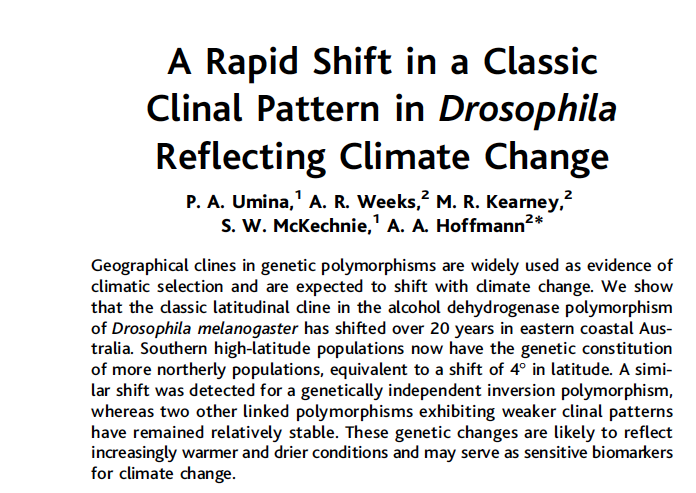 A Rapid Shift in a Classic
Clinal Pattern in Drosophila
Reflecting Climate Change
P. A. Umina,1 A. R. Weeks,2 M. R. Kearney,2
S. W. McKechnie,1 A. A. Hoffmann2*
Geographical clines in genetic polymorphisms are widely used as evidence of
climatic selection and are expected to shift with climate change. We show
that the classic latitudinal cline in the alcohol dehydrogenase polymorphism
of Drosophila melanogaster has shifted over 20 years in eastern coastal Aus-
tralia. Southern high-latitude populations now have the genetic constitution
of more northerly populations, equivalent to a shift of 4° in latitude. A simi-
lar shift was detected for a genetically independent inversion polymorphism,
whereas two other linked polymorphisms exhibiting weaker clinal patterns
have remained relatively stable. These genetic changes are likely to reflect
increasingly warmer and drier conditions and may serve as sensitive biomarkers
for climate change.